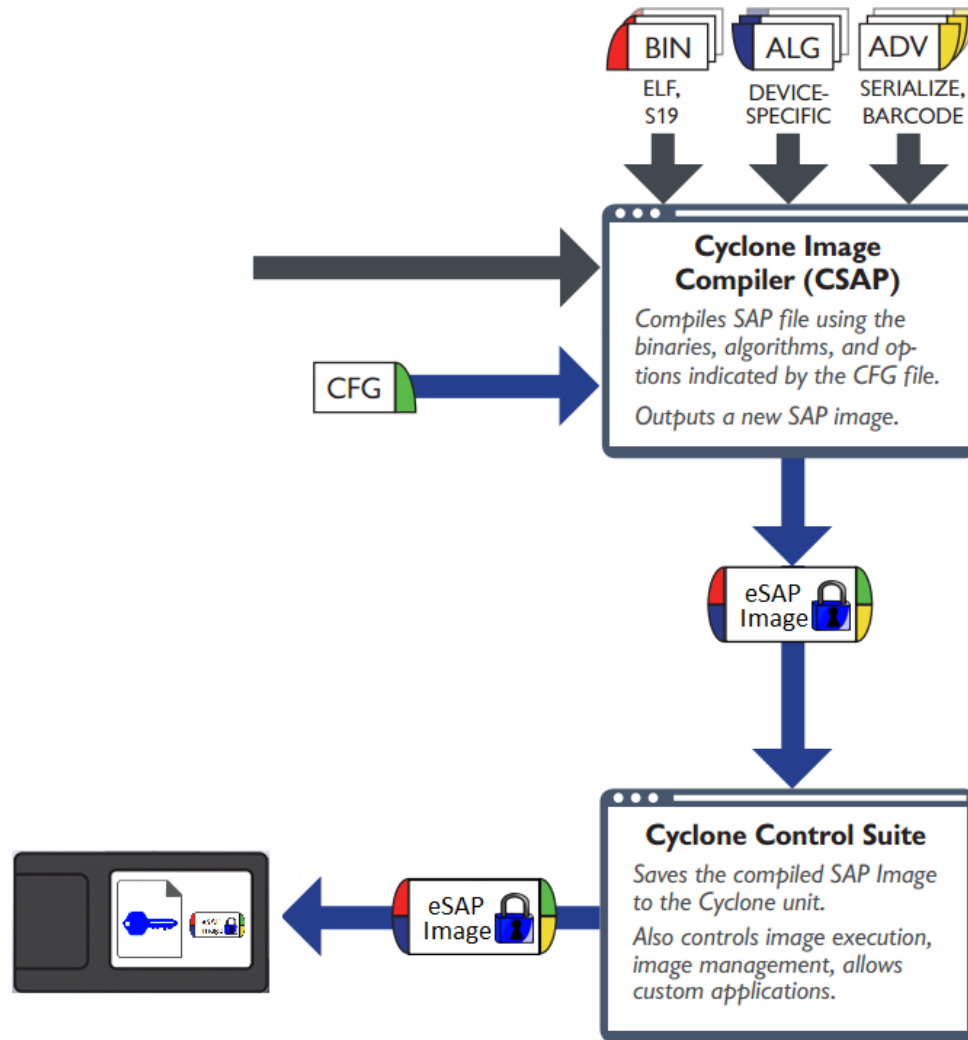 BIN
ALG
ADV
ELF,
S19
DEVICE-
SPECIFIC
SERIALIZE,
BARCODE
Cyclone Image
Compiler (CSAP)
Compiles SAP file using the
binaries, algorithms, and op-
tions indicated by the CFG file.
Outputs a new SAP image.
CFG
eSAP
Image
Cyclone Control Suite
Saves the compiled SAP Image
to the Cyclone unit.
Also controls image execution,
image management, allows
custom applications.
eSAP
Image
eSAP
Image